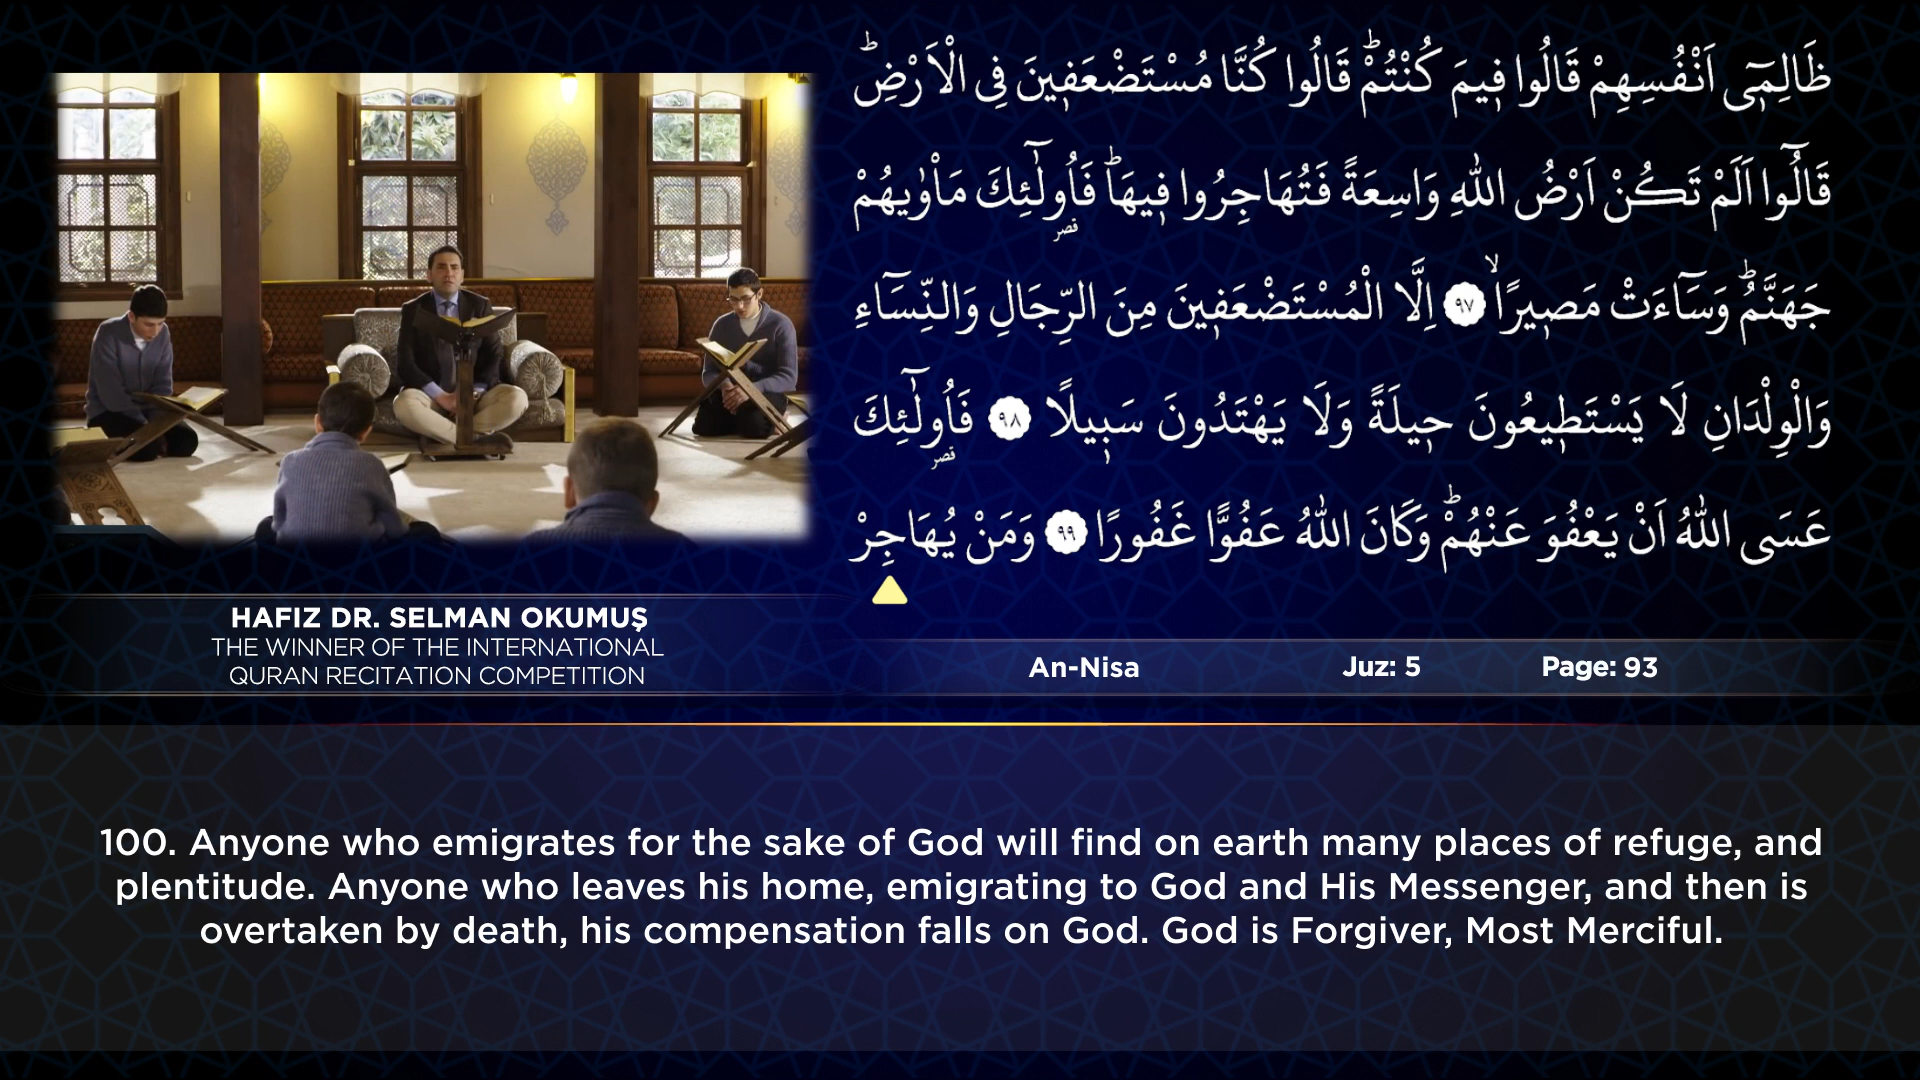 ظَالِمٖٓى اَنْفُسِهِمْ قَالُوا فٖيمَ كُنْتُمْؕ قَالُوا كُنَّا مُسْتَضْعَفٖينَ فِى الْاَرْضِؕ
قَالُٓوا اَلَمْ تَكُنْ اَرْضُ اللّٰهِ وَاسِعَةً فَتُهَاجِرُوا فٖيهَاؕ فَاُو۬لٰٓئِكَ مَاْوٰيهُمْ
قصر
جَهَنَّمُؕ وَسَٓاءَتْ مَصٖيرًاۙ ٩٧ اِلَّا الْمُسْتَضْعَفٖينَ مِنَ الرِّجَالِ وَالنِّسَٓاءِ
وَالْوِلْدَانِ لَا يَسْتَطٖيعُونَ حٖيلَةً وَلَا يَهْتَدُونَ سَبٖيلًا ٩٨ فَاُو۬لٰٓئِكَ
قصر
عَسَى اللّٰهُ اَنْ يَعْفُوَ عَنْهُمْؕ وَكَانَ اللّٰهُ عَفُوًّا غَفُورًا ٩٩ وَمَنْ يُهَاجِرْ
HAFIZ DR. SELMAN OKUMUŞ
THE WINNER OF THE INTERNATIONAL
QURAN RECITATION COMPETITION
An-Nisa Juz: 5 Page: 93
100. Anyone who emigrates for the sake of God will find on earth many places of refuge, and
plentitude. Anyone who leaves his home, emigrating to God and His Messenger, and then is
overtaken by death, his compensation falls on God. God is Forgiver, Most Merciful.